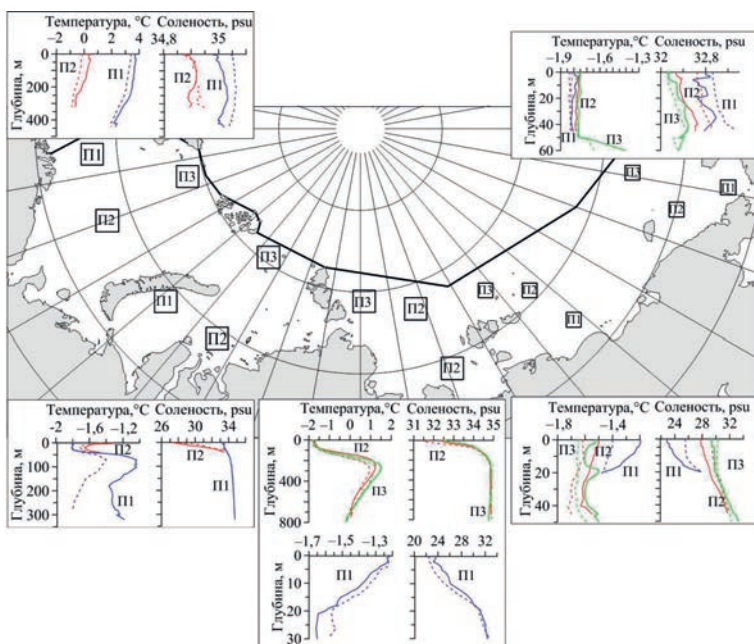 Температура, °C Соленость, psu
−2 0 2 4 34,8 35
0
200
400
Глубина, м
П2 П1 П2 П1
Температура,°C Соленость, psu
−1,9 −1,6 −1,3 32 32,8
0
20
40
60
Глубина, м
П2 П1 П3 П2 П3 П1
П1 П3 П3 П1
П2 П2
П3 П3 П3 П2 П3 П2 П1
П1
П2 П2
Температура,°C Соленость, psu
−2 −1,6 −1,2 26 30 34
0
100
200
300
Глубина, м
П2 П1 П2 П1
Температура,°C Соленость, psu
−2 −1 0 1 2 31 32 33 34 35
0
400
800
Глубина, м
П2 П3 П2 П3
−1,7 −1,5 −1,3 20 24 28 32
0
10
20
30
Глубина, м
П1 П1
Температура,°C Соленость, psu
−1,8 −1,4 −1 24 28 32
0
20
40
Глубина, м
П3 П2 П1 П1 П3 П2